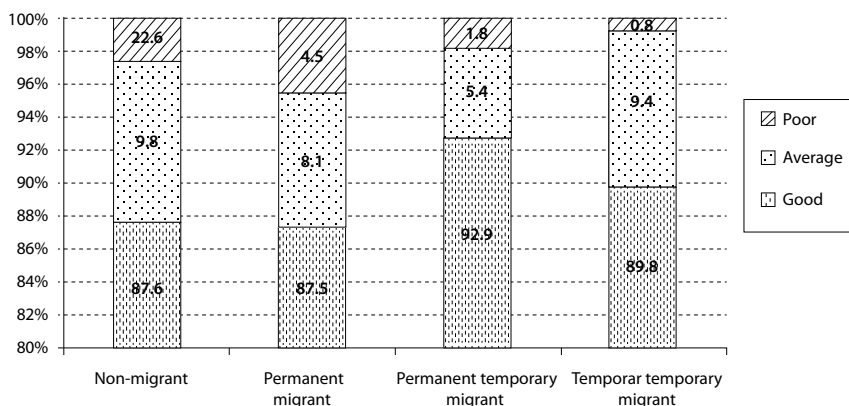 100%
98%
96%
94%
92%
90%
88%
86%
84%
82%
80%
22.6
9.8
87.6
4.5
8.1
87.5
1.8
5.4
92.9
0.8
9.4
89.8
Non-migrant
Permanent
migrant
Permanent temporary
migrant
Temporar temporary
migrant
Poor
Average
Good